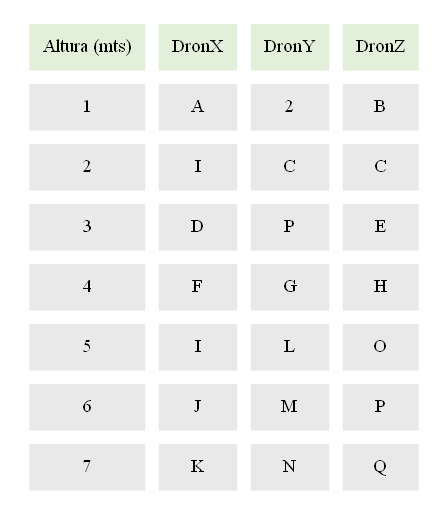 Altura (mts) DronX DronY DronZ
1 A 2 B
2 I C C
3 D P E
4 F G H
5 I L O
6 J M P
7 K N Q